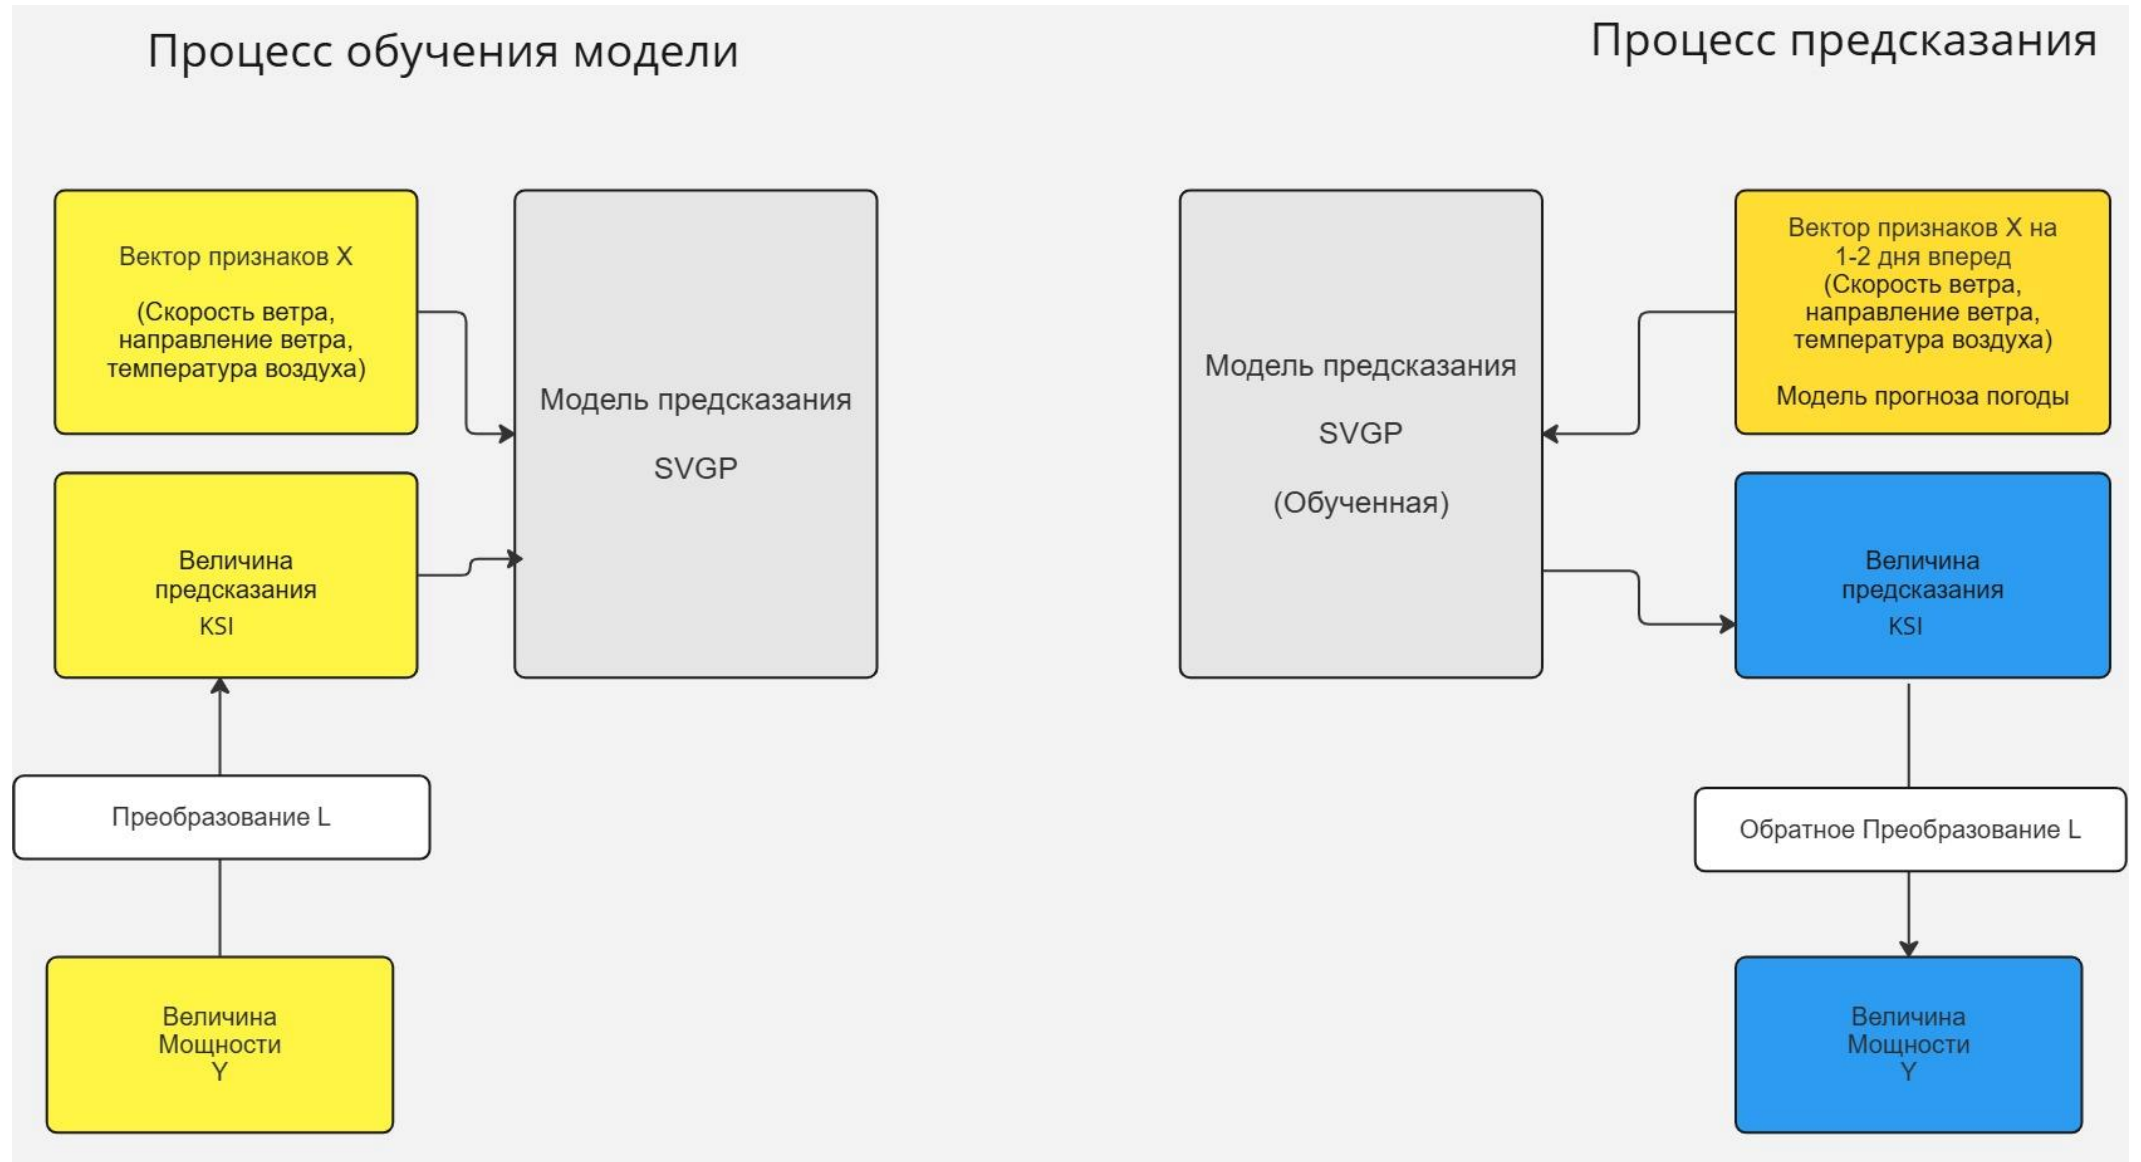 Процесс обучения модели
Процесс предсказания
Вектор признаков X
(Скорость ветра,
направление ветра,
температура воздуха)
Модель предсказания
SVGP
Величина
предсказания
KSI
Преобразование L
Величина
Мощности
Y
Модель предсказания
SVGP
(Обученная)
Вектор признаков X на
1-2 дня вперед
(Скорость ветра,
направление ветра,
температура воздуха)
Модель прогноза погоды
Величина
предсказания
KSI
Обратное Преобразование L
Величина
Мощности
Y